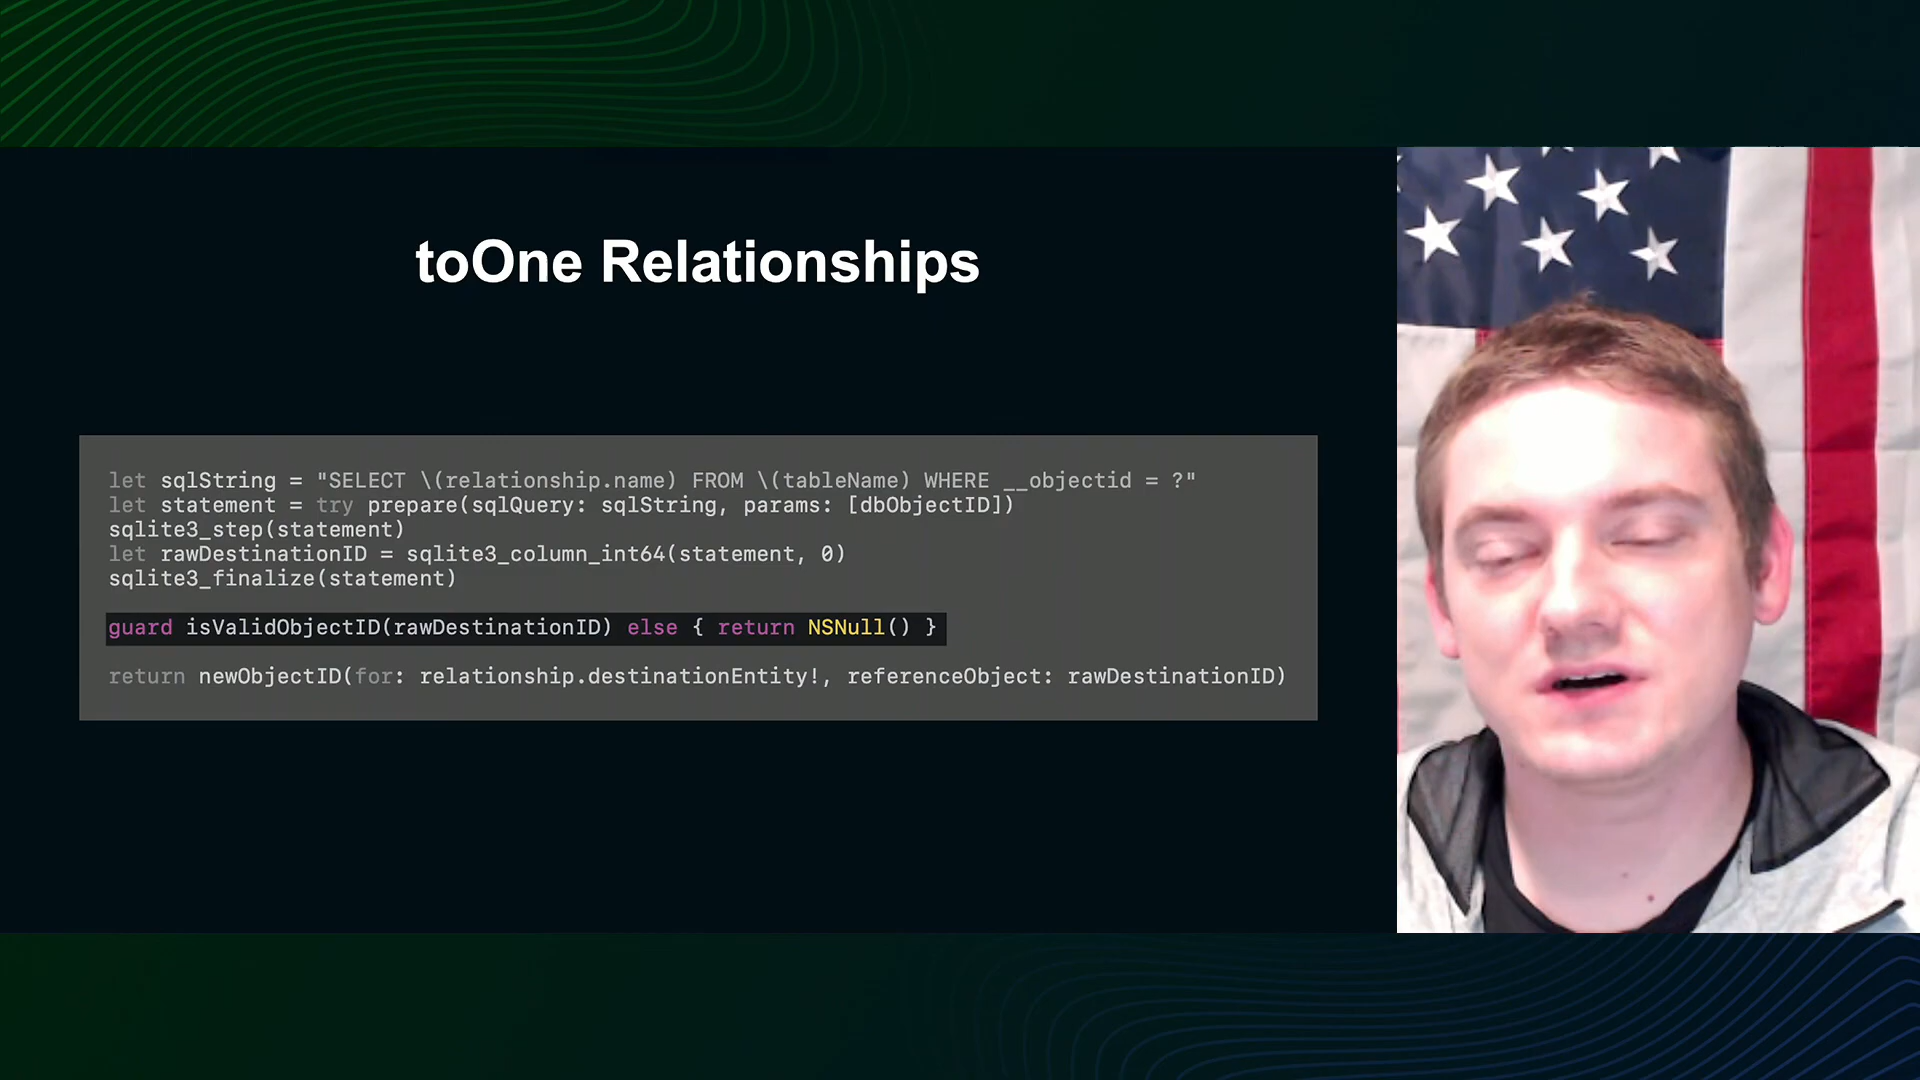 toOne Relationships
let sqlString = "SELECT \(relationship.name) FROM \(tableName) WHERE __objectid = ?"
let statement = try prepare(sqlQuery: sqlString, params: [dbObjectID])
sqlite3_step(statement)
let rawDestinationID = sqlite3_column_int64(statement, 0)
sqlite3_finalize(statement)
guard isValidObjectID(rawDestinationID) else { return NSNull() }
return newObjectID(for: relationship.destinationEntity!, referenceObject: rawDestinationID)